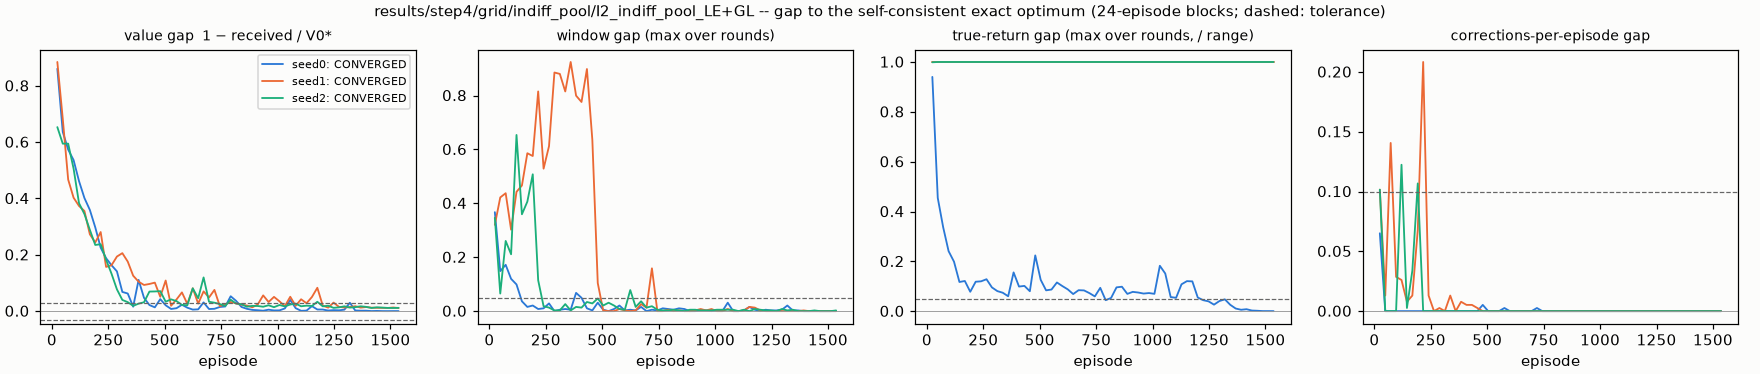 results/step4/grid/indiff_pool/l2_indiff_pool_LE+GL -- gap to the self-consistent exact optimum (24-episode blocks; dashed: tolerance)
value gap 1 − received / V0*
seed0: CONVERGED
seed1: CONVERGED
seed2: CONVERGED
0.8
0.6
0.4
0.2
0.0
0 250 500 750 1000 1250 1500
episode
window gap (max over rounds)
0.8
0.6
0.4
0.2
0.0
0 250 500 750 1000 1250 1500
episode
true-return gap (max over rounds, / range)
1.0
0.8
0.6
0.4
0.2
0.0
0 250 500 750 1000 1250 1500
episode
corrections-per-episode gap
0.20
0.15
0.10
0.05
0.00
0 250 500 750 1000 1250 1500
episode